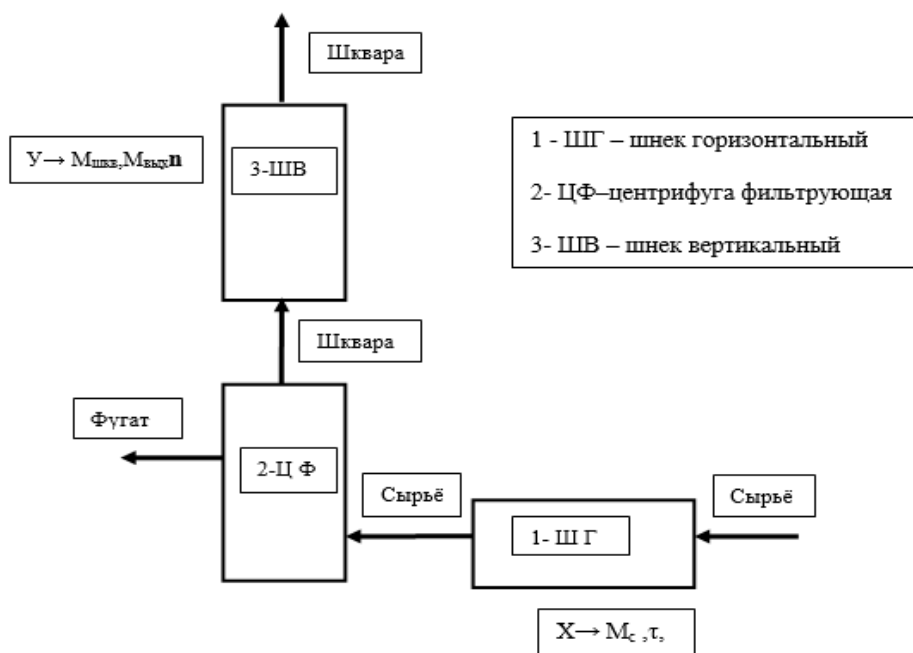 Шквара
У→ Мшкв,Мвыхn
3-ШВ
1 - ШГ – шнек горизонтальный
2- ЦФ–центрифуга фильтрующая
3- ШВ – шнек вертикальный
Шквара
Фугат
2-Ц Ф
Сырьё
Сырьё
1- Ш Г
Х→ Мс ,τ,